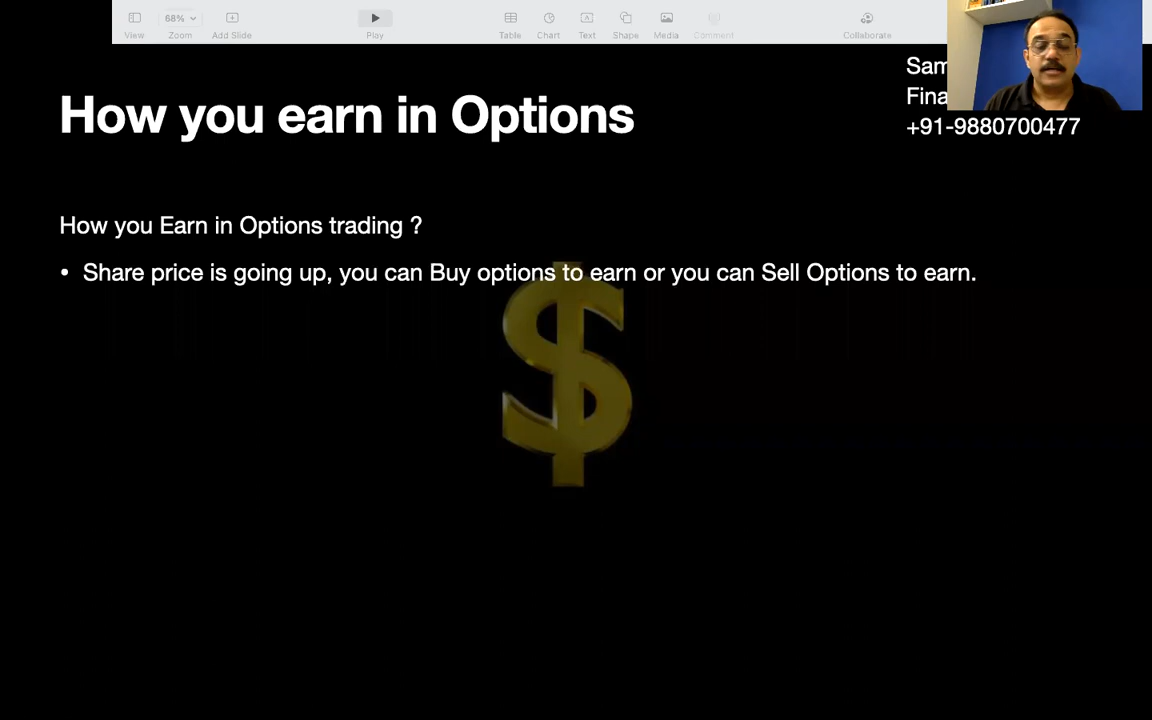 68%
View
Zoom
Add Slide
Play
Table
Chart
Text
Shape
Media
Comment
Collaborate
How you earn in Options
+91-9880700477
How you Earn in Options trading ?
• Share price is going up, you can Buy options to earn or you can Sell Options to earn.
$